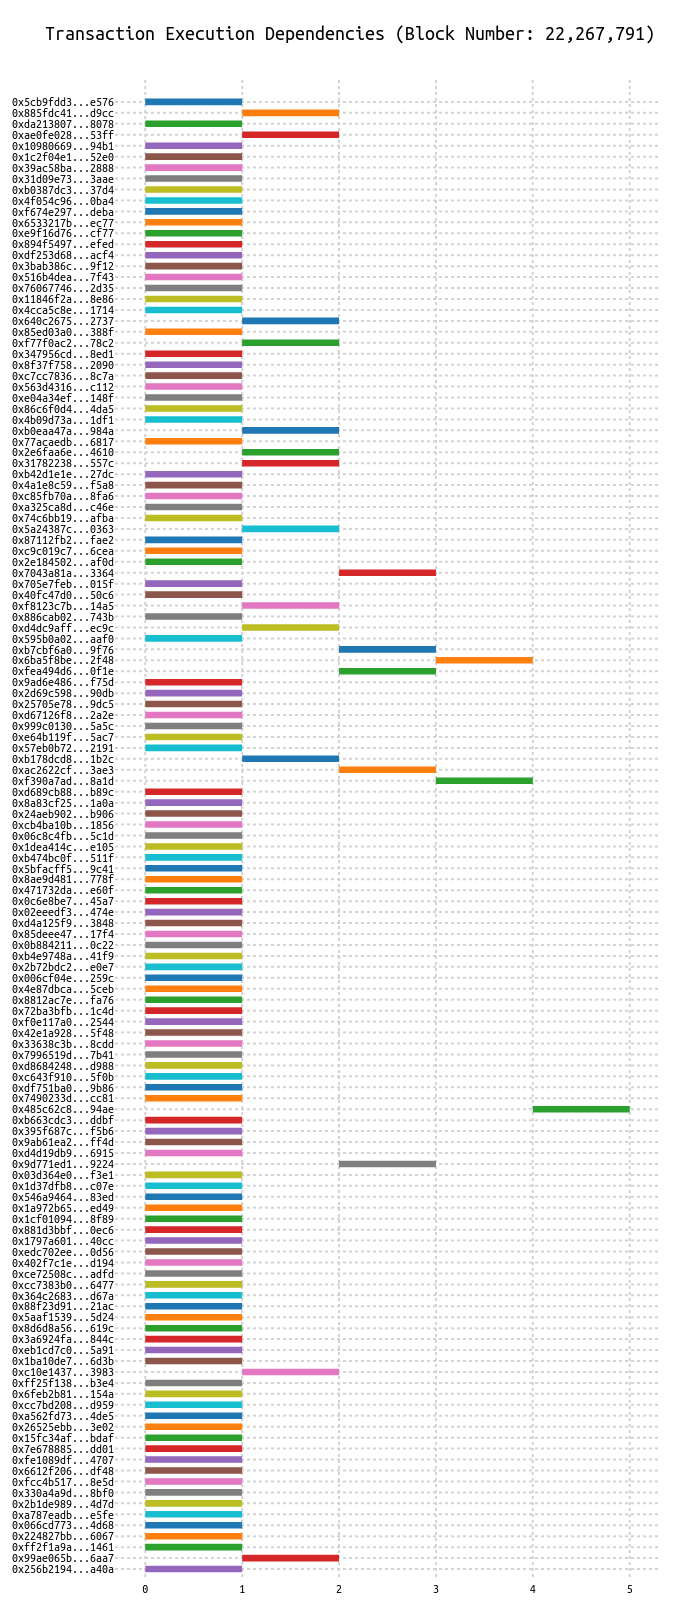 Transaction Execution Dependencies (Block Number: 22,267,791)
0x5cb9fdd3...e576
0x885fdc41...d9cc
0xda213807...8078
0xae0fe028...53ff
0x10980669...94b1
0x1c2f04e1...52e0
0x39ac58ba...2888
0x31d09e73...3aae
0xb0387dc3...37d4
0x4f054c96...0ba4
0xf674e297...deba
0x6533217b...ec77
0xe9f16d76...cf77
0x894f5497...efed
0xdf253d68...acf4
0x3bab386c...9f12
0x516b4dea...7f43
0x76067746...2d35
0x11846f2a...8e86
0x4cca5c8e...1714
0x640c2675...2737
0x85ed03a0...388f
0xf77f0ac2...78c2
0x347956cd...8ed1
0x8f37f758...2090
0xc7cc7836...8c7a
0x563d4316...c112
0xe04a34ef...148f
0x86c6f0d4...4da5
0x4b09d73a...1df1
0xb0eaa47a...984a
0x77acaedb...6817
0x2e6faa6e...4610
0x31782238...557c
0xb42d1e1e...27dc
0x4a1e8c59...f5a8
0xc85fb70a...8fa6
0xa325ca8d...c46e
0x74c6bb19...afba
0x5a24387c...0363
0x87112fb2...fae2
0xc9c019c7...6cea
0x2e184502...af0d
0x7043a81a...3364
0x705e7feb...015f
0x40fc47d0...50c6
0xf8123c7b...14a5
0x886cab02...743b
0xd4dc9aff...ec9c
0x595b0a02...aaf0
0xb7cbf6a0...9f76
0x6ba5f8be...2f48
0xfea494d6...0f1e
0x9ad6e486...f75d
0x2d69c598...90db
0x25705e78...9dc5
0xd67126f8...2a2e
0x999c0130...5a5c
0xe64b119f...5ac7
0x57eb0b72...2191
0xb178dcd8...1b2c
0xac2622cf...3ae3
0xf390a7ad...8a1d
0xd689cb88...b89c
0x8a83cf25...1a0a
0x24aeb902...b906
0xcb4ba10b...1856
0x06c8c4fb...5c1d
0x1dea414c...e105
0xb474bc0f...511f
0x5bfacff5...9c41
0x8ae9d481...778f
0x471732da...e60f
0x0c6e8be7...45a7
0x02eeedf3...474e
0xd4a125f9...3848
0x85deee47...17f4
0x0b884211...0c22
0xb4e9748a...41f9
0x2b72bdc2...e0e7
0x006cf04e...259c
0x4e87dbca...5ceb
0x8812ac7e...fa76
0x72ba3bfb...1c4d
0xf0e117a0...2544
0x42e1a928...5f48
0x33638c3b...8cdd
0x7996519d...7b41
0xd8684248...d988
0xc643f910...5f0b
0xdf751ba0...9b86
0x7490233d...cc81
0x485c62c8...94ae
0xb663cdc3...ddbf
0x395f687c...f5b6
0x9ab61ea2...ff4d
0xd4d19db9...6915
0x9d771ed1...9224
0x03d364e0...f3e1
0x1d37dfb8...c07e
0x546a9464...83ed
0x1a972b65...ed49
0x1cf01094...8f89
0x881d3bbf...0ec6
0x1797a601...40cc
0xedc702ee...0d56
0x402f7c1e...d194
0xce72508c...adfd
0xcc7383b0...6477
0x364c2683...d67a
0x88f23d91...21ac
0x5aaf1539...5d24
0x8d6d8a56...619c
0x3a6924fa...844c
0xeb1cd7c0...5a91
0x1ba10de7...6d3b
0xc10e1437...3983
0xff25f138...b3e4
0x6feb2b81...154a
0xcc7bd208...d959
0xa562fd73...4de5
0x26525ebb...3e02
0x15fc34af...bdaf
0x7e678885...dd01
0xfe1089df...4707
0x6612f206...df48
0xfcc4b517...8e5d
0x330a4a9d...8bf0
0x2b1de989...4d7d
0xa787eadb...e5fe
0x066cd773...4d68
0x224827bb...6067
0xff2f1a9a...1461
0x99ae065b...6aa7
0x256b2194...a40a
0 1 2 3 4 5